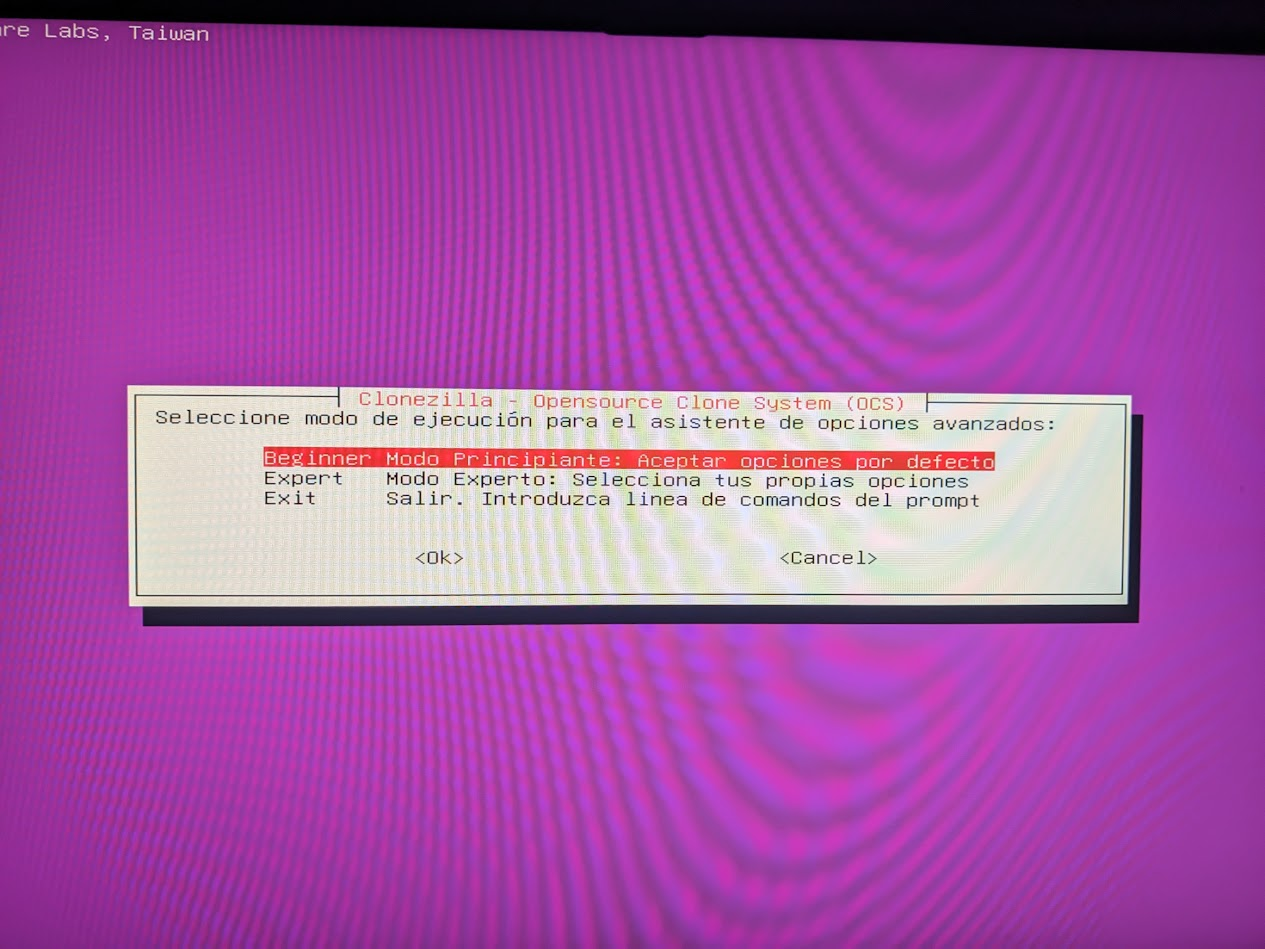 Labs, Taiwan
Clonezilla - Opensource Clone System (OCS)
Seleccione modo de ejecución para el asistente de opciones avanzados:
Beginner Modo Principiante: Aceptar opciones por defecto
Expert Modo Experto: Selecciona tus propias opciones
Exit Salir. Introduzca linea de comandos del prompt
<Ok> <Cancel>